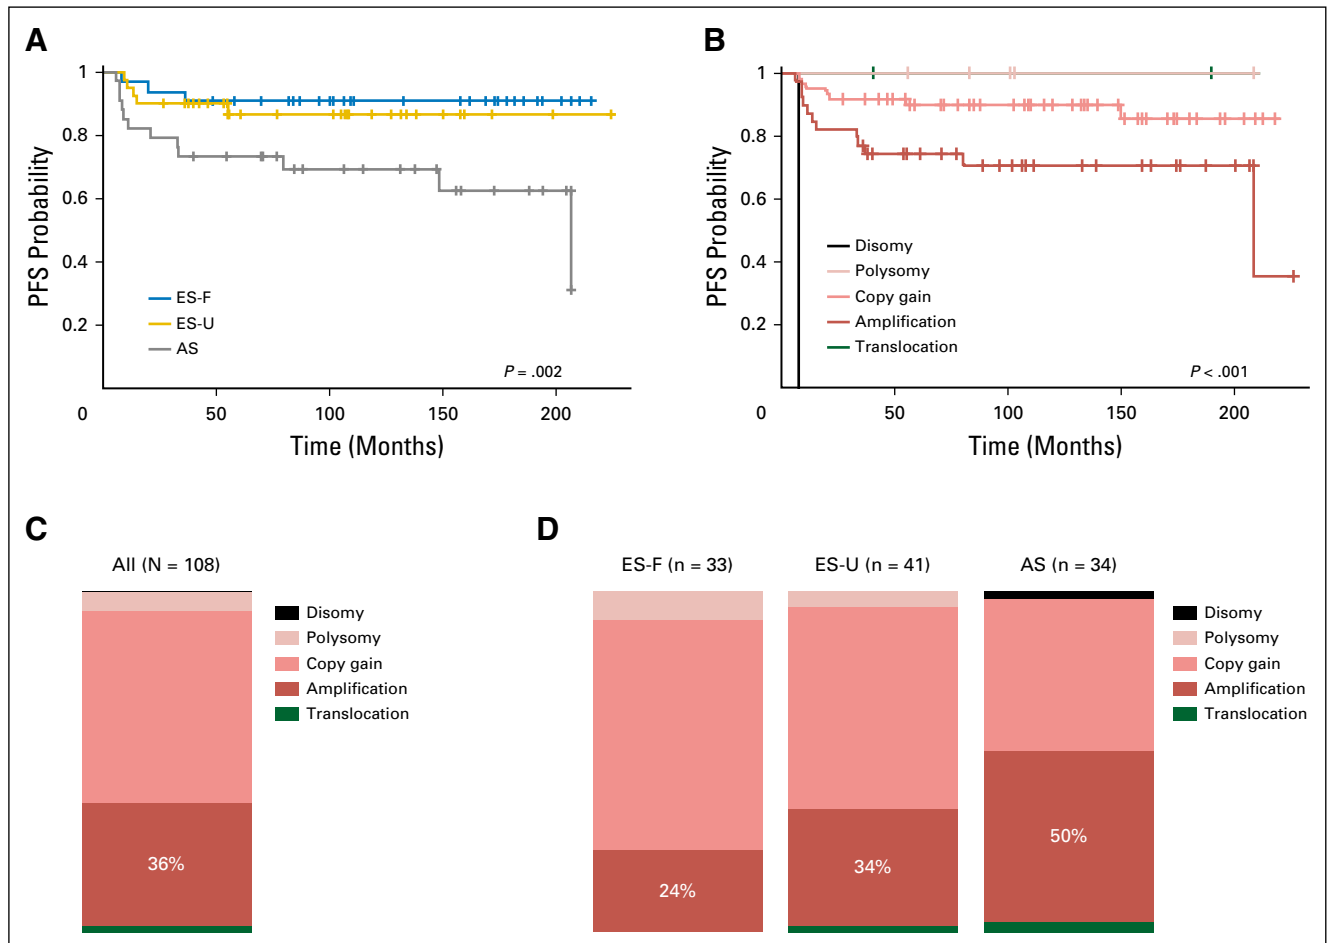 A
1
0.8
0.6
0.4
0.2
0
50
100
150
200
PFS Probability
Time (Months)
ES-F
ES-U
AS
P = .002
B
1
0.8
0.6
0.4
0.2
0
50
100
150
200
PFS Probability
Time (Months)
Disomy
Polysomy
Copy gain
Amplification
Translocation
P < .001
C
All (N = 108)
36%
Disomy
Polysomy
Copy gain
Amplification
Translocation
D
ES-F (n = 33)
ES-U (n = 41)
AS (n = 34)
24%
34%
50%
Disomy
Polysomy
Copy gain
Amplification
Translocation